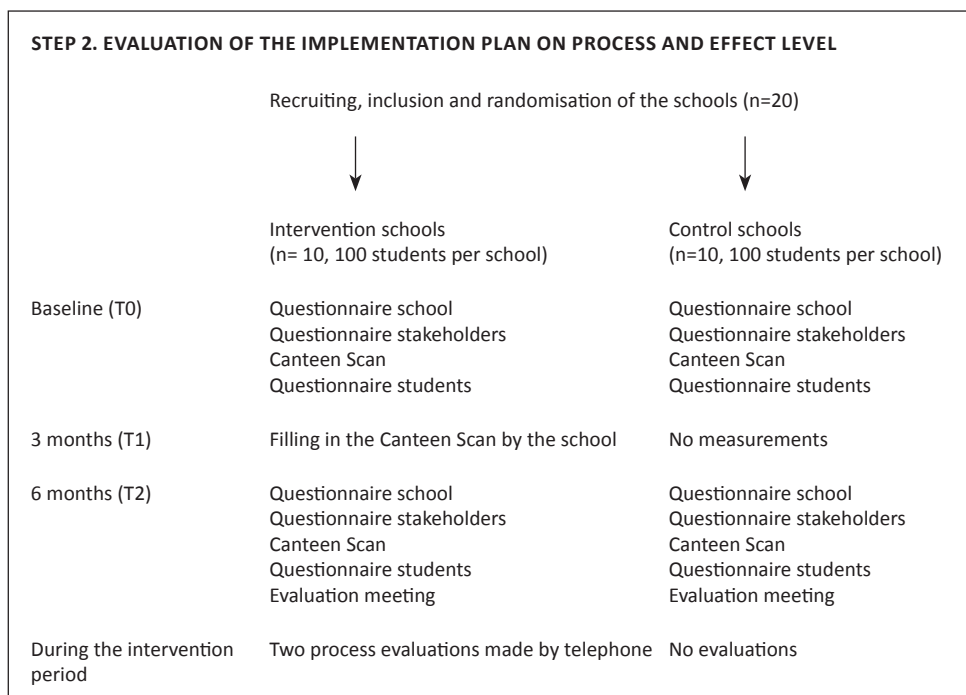 STEP 2. EVALUATION OF THE IMPLEMENTATION PLAN ON PROCESS AND EFFECT LEVEL
Recruiting, inclusion and randomisation of the schools (n=20)
Intervention schools
(n= 10, 100 students per school)
Control schools
(n=10, 100 students per school)
Baseline (T0)
Questionnaire school
Questionnaire stakeholders
Canteen Scan
Questionnaire students
Questionnaire school
Questionnaire stakeholders
Canteen Scan
Questionnaire students
3 months (T1)
Filling in the Canteen Scan by the school
No measurements
6 months (T2)
Questionnaire school
Questionnaire stakeholders
Canteen Scan
Questionnaire students
Evaluation meeting
Questionnaire school
Questionnaire stakeholders
Canteen Scan
Questionnaire students
Evaluation meeting
During the intervention
period
Two process evaluations made by telephone
No evaluations